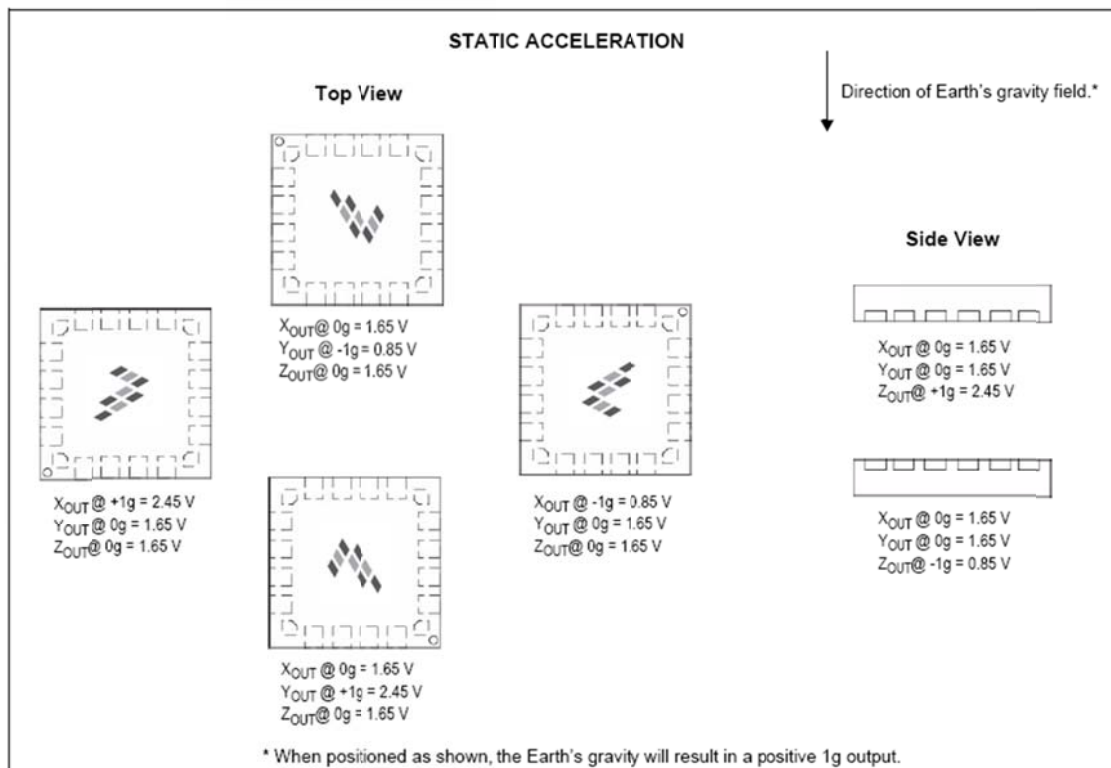 STATIC ACCELERATION
Direction of Earth's gravity field.*
Top View
XOUT @ 0g = 1.65 V
YOUT @ -1g = 0.85 V
ZOUT @ 0g = 1.65 V
XOUT @ +1g = 2.45 V
YOUT @ 0g = 1.65 V
ZOUT @ 0g = 1.65 V
XOUT @ -1g = 0.85 V
YOUT @ 0g = 1.65 V
ZOUT @ 0g = 1.65 V
XOUT @ 0g = 1.65 V
YOUT @ +1g = 2.45 V
ZOUT @ 0g = 1.65 V
Side View
XOUT @ 0g = 1.65 V
YOUT @ 0g = 1.65 V
ZOUT @ +1g = 2.45 V
XOUT @ 0g = 1.65 V
YOUT @ 0g = 1.65 V
ZOUT @ -1g = 0.85 V
* When positioned as shown, the Earth's gravity will result in a positive 1g output.